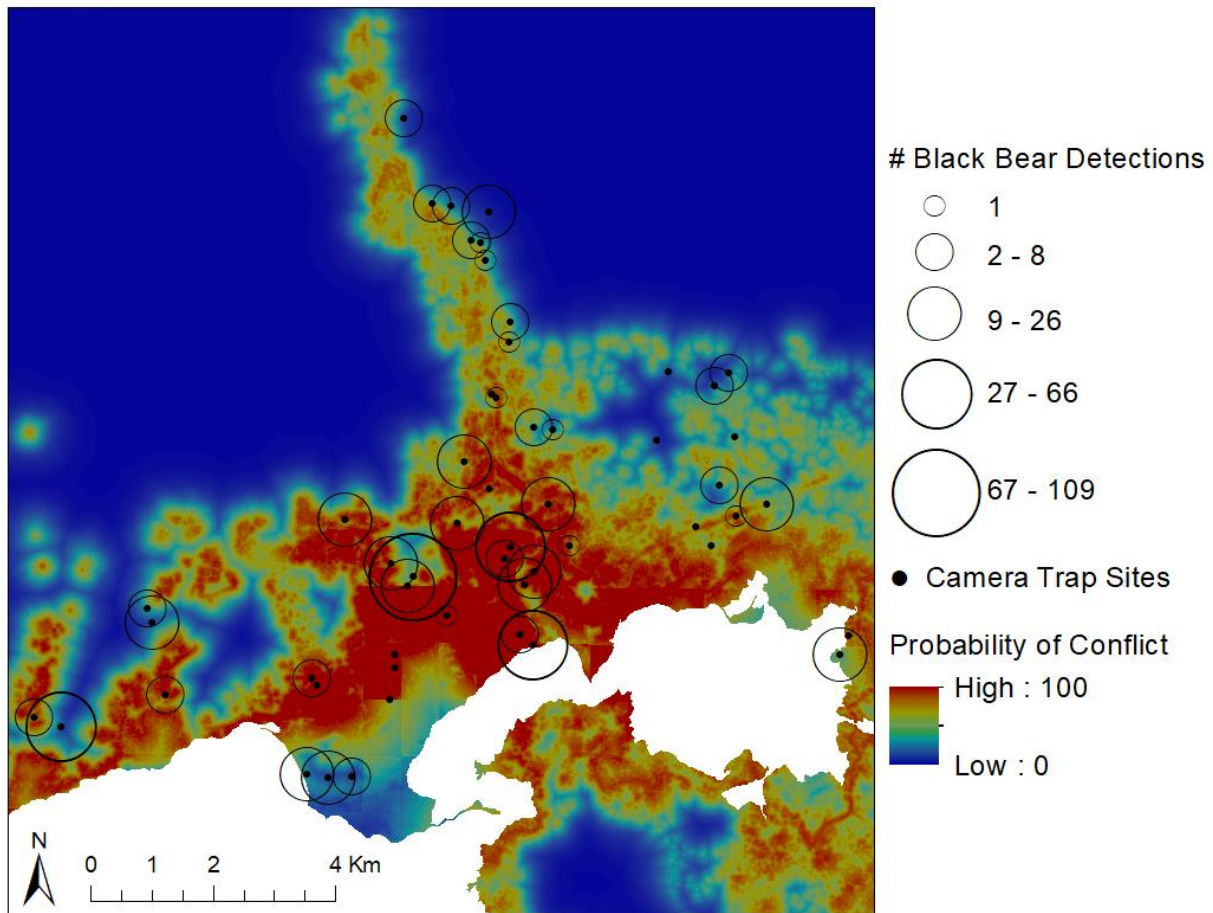 # Black Bear Detections
1
2 - 8
9 - 26
27 - 66
67 - 109
Camera Trap Sites
Probability of Conflict
High : 100
Low : 0
N
0 1 2 4 Km